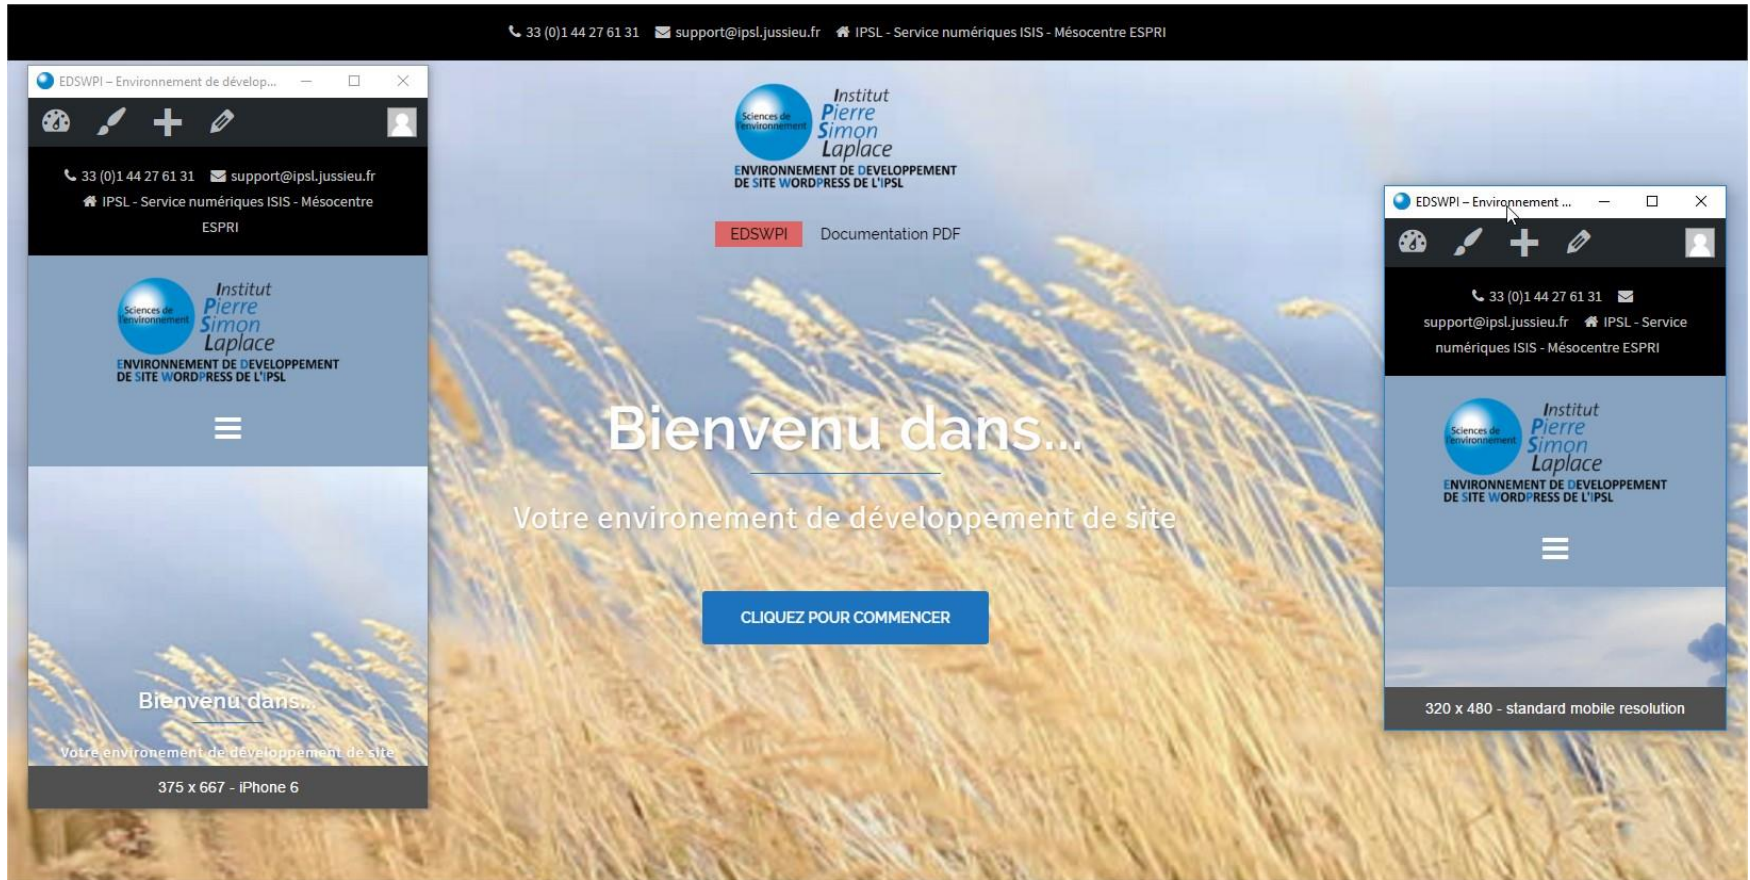 33 (0)1 44 27 61 31 support@ipsl.jussieu.fr IPSL - Service numériques ISIS - Mésocentre ESPRI
Sciences de
l'environnement
Institut
Pierre
Simon
Laplace
ENVIRONNEMENT DE DEVELOPPEMENT
DE SITE WORDPRESS DE L'IPSL
EDSWPI Documentation PDF
Bienvenu dans...
Votre environement de développement de site
CLIQUEZ POUR COMMENCER
EDSWPI – Environnement de dévelop...
33 (0)1 44 27 61 31 support@ipsl.jussieu.fr
IPSL - Service numériques ISIS - Mésocentre
ESPRI
Sciences de
l'environnement
Institut
Pierre
Simon
Laplace
ENVIRONNEMENT DE DEVELOPPEMENT
DE SITE WORDPRESS DE L'IPSL
Bienvenu dans...
Votre environement de développement de site
375 x 667 - iPhone 6
EDSWPI – Environnement ...
33 (0)1 44 27 61 31
support@ipsl.jussieu.fr IPSL - Service
numériques ISIS - Mésocentre ESPRI
Sciences de
l'environnement
Institut
Pierre
Simon
Laplace
ENVIRONNEMENT DE DEVELOPPEMENT
DE SITE WORDPRESS DE L'IPSL
320 x 480 - standard mobile resolution